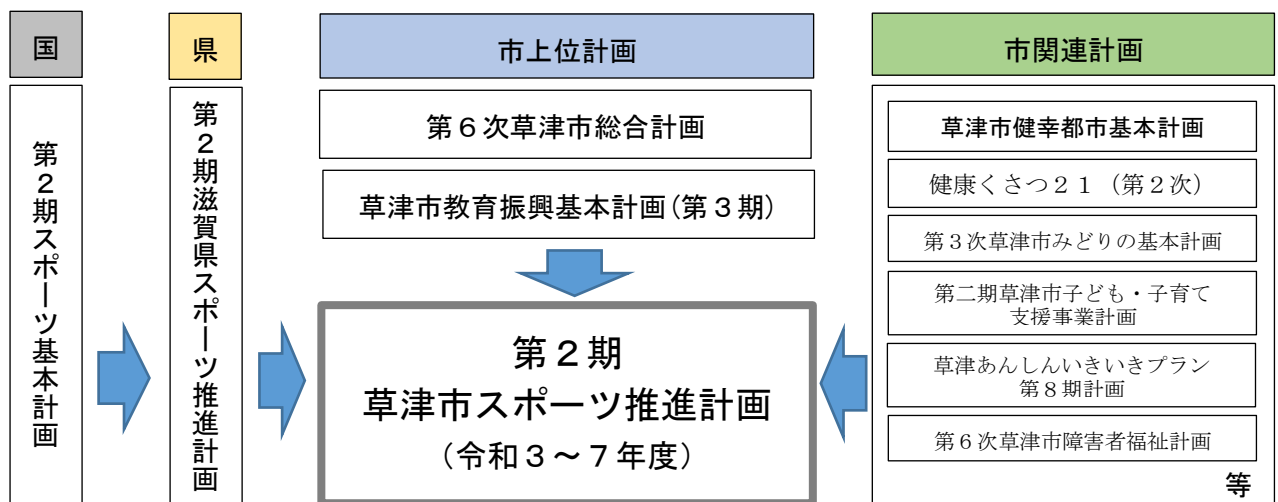 国
第２期スポーツ基本計画
県
第２期滋賀県スポーツ推進計画
市上位計画
第６次草津市総合計画
草津市教育振興基本計画（第３期）
第２期
草津市スポーツ推進計画
（令和３～７年度）
市関連計画
草津市健幸都市基本計画
健康くさつ２１（第２次）
第３次草津市みどりの基本計画
第二期草津市子ども・子育て
支援事業計画
草津あんしんいきいきプラン
第８期計画
第６次草津市障害者福祉計画
等